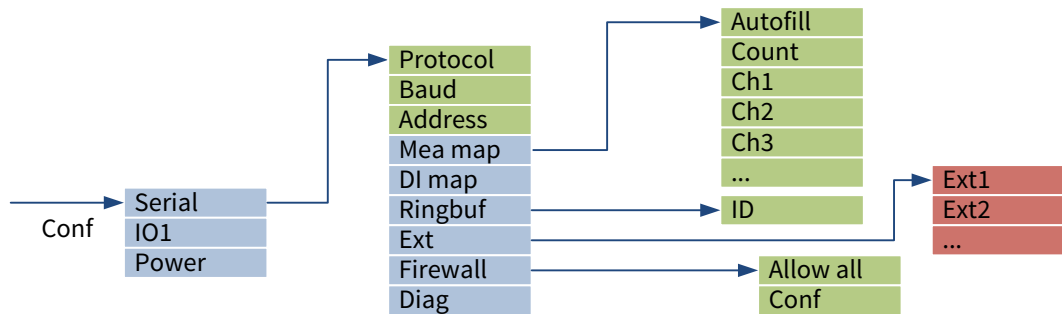 Conf
Serial
IO1
Power
Protocol
Baud
Address
Mea map
DI map
Ringbuf
Ext
Firewall
Diag
Autofill
Count
Ch1
Ch2
Ch3
...
ID
Allow all
Conf
Ext1
Ext2
...